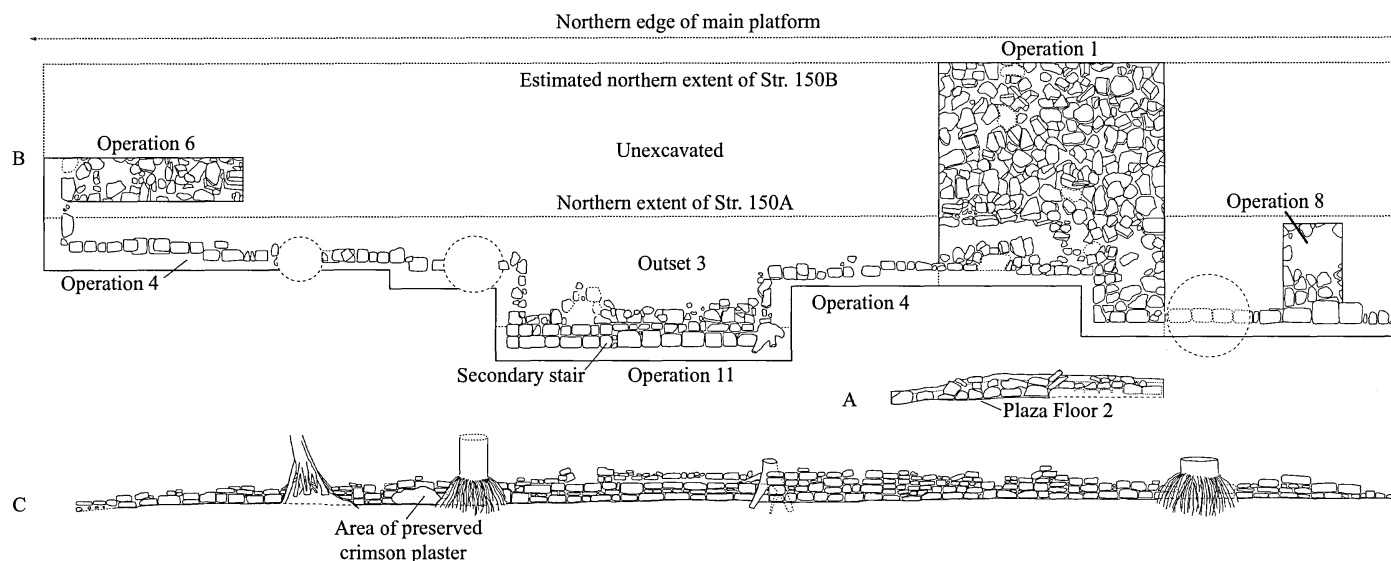 Northern edge of main platform
Operation 1
Estimated northern extent of Str. 150B
B
Operation 6
Unexcavated
Northern extent of Str. 150A
Operation 8
Operation 4
Outset 3
Operation 4
Secondary stair
Operation 11
A
Plaza Floor 2
C
Area of preserved
crimson plaster